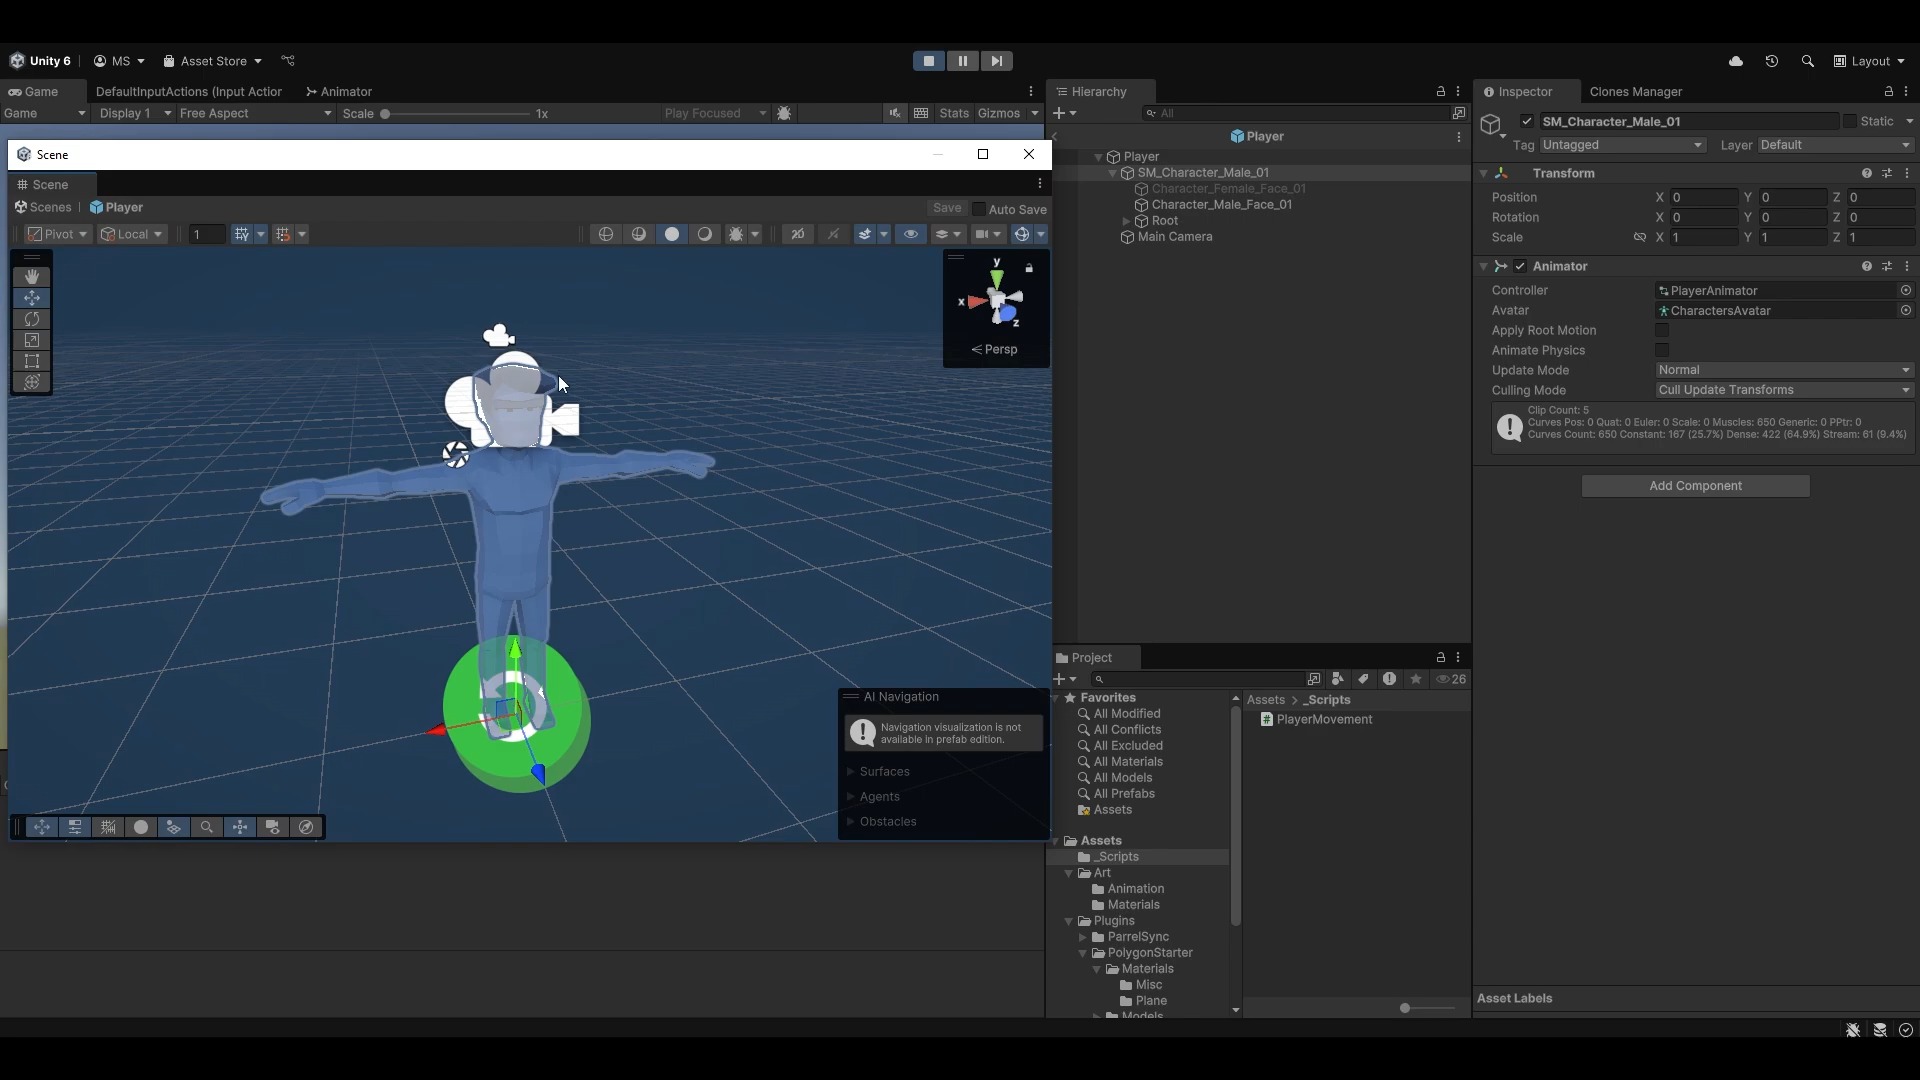 Unity 6 MS Asset Store Layout
Game DefaultInputActions (Input Action Animator
Game Display 1 Free Aspect Scale 1x Play Focused Stats Gizmos
Scene
Scene
Scenes Player Save Auto Save
Pivot Local 1 2D
y
x
z
Persp
AI Navigation
Navigation visualization is not
available in prefab edition.
Surfaces
Agents
Obstacles
Hierarchy
All
Player
Player
SM_Character_Male_01
Character_Female_Face_01
Character_Male_Face_01
Root
Main Camera
Project
26
Favorites
All Modified
All Conflicts
All Excluded
All Materials
All Models
All Prefabs
Assets
Assets
_Scripts
Art
Animation
Materials
Plugins
ParrelSync
PolygonStarter
Materials
Misc
Plane
Models
Assets > _Scripts
PlayerMovement
Inspector Clones Manager
SM_Character_Male_01 Static
Tag Untagged Layer Default
Transform
Position X 0 Y 0 Z 0
Rotation X 0 Y 0 Z 0
Scale X 1 Y 1 Z 1
Animator
Controller PlayerAnimator
Avatar CharactersAvatar
Apply Root Motion
Animate Physics
Update Mode Normal
Culling Mode Cull Update Transforms
Clip Count: 5
Curves Pos: 0 Quat: 0 Euler: 0 Scale: 0 Muscles: 650 Generic: 0 PPtr: 0
Curves Count: 650 Constant: 167 (25.7%) Dense: 422 (64.9%) Stream: 61 (9.4%)
Add Component
Asset Labels